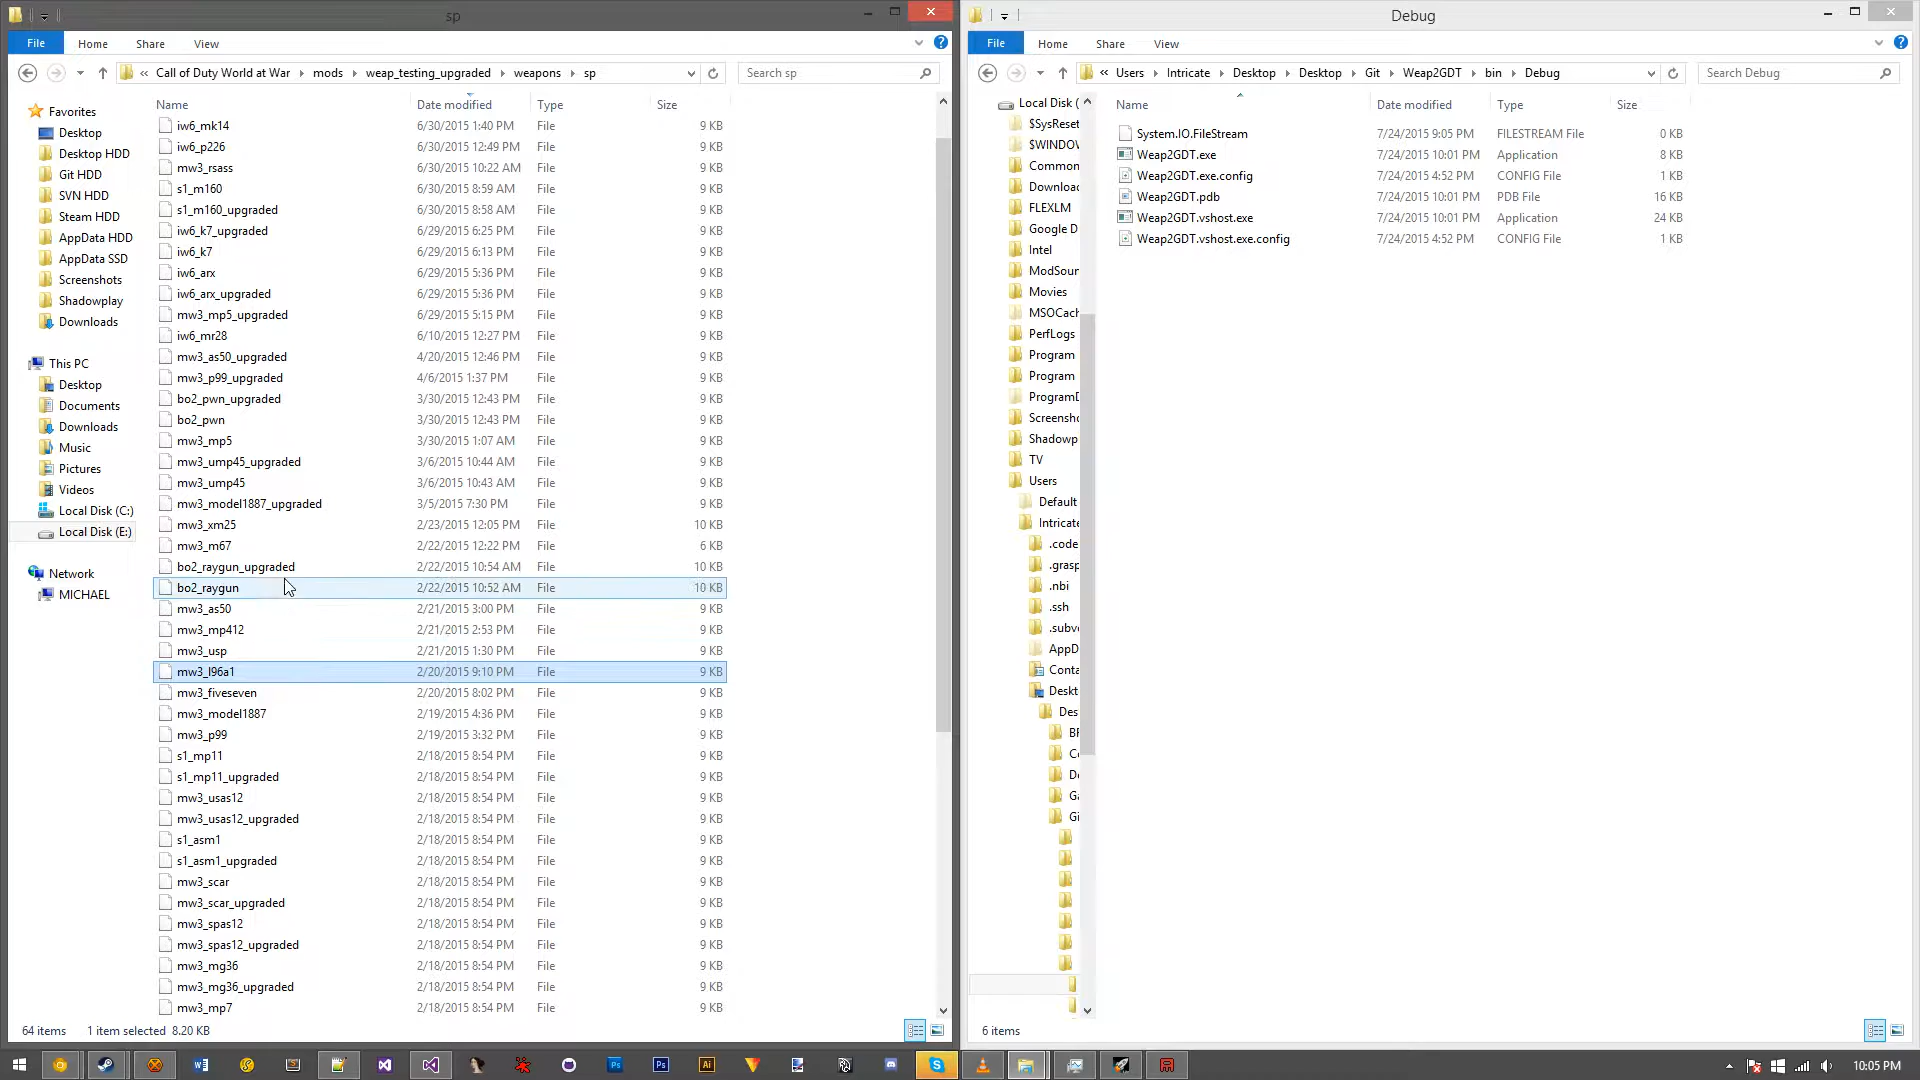 sp
File Home Share View
« Call of Duty World at War › mods › weap_testing_upgraded › weapons › sp
Search sp
Favorites
Desktop
Desktop HDD
Git HDD
SVN HDD
Steam HDD
AppData HDD
AppData SSD
Screenshots
Shadowplay
Downloads
This PC
Desktop
Documents
Downloads
Music
Pictures
Videos
Local Disk (C:)
Local Disk (E:)
Network
MICHAEL
Name Date modified Type Size
iw6_mk14 6/30/2015 1:40 PM File 9 KB
iw6_p226 6/30/2015 12:49 PM File 9 KB
mw3_rsass 6/30/2015 10:22 AM File 9 KB
s1_m160 6/30/2015 8:59 AM File 9 KB
s1_m160_upgraded 6/30/2015 8:58 AM File 9 KB
iw6_k7_upgraded 6/29/2015 6:25 PM File 9 KB
iw6_k7 6/29/2015 6:13 PM File 9 KB
iw6_arx 6/29/2015 5:36 PM File 9 KB
iw6_arx_upgraded 6/29/2015 5:36 PM File 9 KB
mw3_mp5_upgraded 6/29/2015 5:15 PM File 9 KB
iw6_mr28 6/10/2015 12:27 PM File 9 KB
mw3_as50_upgraded 4/20/2015 12:46 PM File 9 KB
mw3_p99_upgraded 4/6/2015 1:37 PM File 9 KB
bo2_pwn_upgraded 3/30/2015 12:43 PM File 9 KB
bo2_pwn 3/30/2015 12:43 PM File 9 KB
mw3_mp5 3/30/2015 1:07 AM File 9 KB
mw3_ump45_upgraded 3/6/2015 10:44 AM File 9 KB
mw3_ump45 3/6/2015 10:43 AM File 9 KB
mw3_model1887_upgraded 3/5/2015 7:30 PM File 9 KB
mw3_xm25 2/23/2015 12:05 PM File 10 KB
mw3_m67 2/22/2015 12:22 PM File 6 KB
bo2_raygun_upgraded 2/22/2015 10:54 AM File 10 KB
bo2_raygun 2/22/2015 10:52 AM File 10 KB
mw3_as50 2/21/2015 3:00 PM File 9 KB
mw3_mp412 2/21/2015 2:53 PM File 9 KB
mw3_usp 2/21/2015 1:30 PM File 9 KB
mw3_l96a1 2/20/2015 9:10 PM File 9 KB
mw3_fiveseven 2/20/2015 8:02 PM File 9 KB
mw3_model1887 2/19/2015 4:36 PM File 9 KB
mw3_p99 2/19/2015 3:32 PM File 9 KB
s1_mp11 2/18/2015 8:54 PM File 9 KB
s1_mp11_upgraded 2/18/2015 8:54 PM File 9 KB
mw3_usas12 2/18/2015 8:54 PM File 9 KB
mw3_usas12_upgraded 2/18/2015 8:54 PM File 9 KB
s1_asm1 2/18/2015 8:54 PM File 9 KB
s1_asm1_upgraded 2/18/2015 8:54 PM File 9 KB
mw3_scar 2/18/2015 8:54 PM File 9 KB
mw3_scar_upgraded 2/18/2015 8:54 PM File 9 KB
mw3_spas12 2/18/2015 8:54 PM File 9 KB
mw3_spas12_upgraded 2/18/2015 8:54 PM File 9 KB
mw3_mg36 2/18/2015 8:54 PM File 9 KB
mw3_mg36_upgraded 2/18/2015 8:54 PM File 9 KB
mw3_mp7 2/18/2015 8:54 PM File 9 KB
64 items 1 item selected 8.20 KB
Debug
File Home Share View
« Users › Intricate › Desktop › Desktop › Git › Weap2GDT › bin › Debug
Search Debug
Local Disk (
$SysReset
$WINDOV
Common
Downloac
FLEXLM
Google D
Intel
ModSour
Movies
MSOCach
PerfLogs
Program
Program
ProgramD
Screensho
Shadowp
TV
Users
Default
Intricate
.code
.grasp
.nbi
.ssh
.subv
AppD
Conta
Deskt
Des
BF
Co
De
Ga
Gi
Name Date modified Type Size
System.IO.FileStream 7/24/2015 9:05 PM FILESTREAM File 0 KB
Weap2GDT.exe 7/24/2015 10:01 PM Application 8 KB
Weap2GDT.exe.config 7/24/2015 4:52 PM CONFIG File 1 KB
Weap2GDT.pdb 7/24/2015 10:01 PM PDB File 16 KB
Weap2GDT.vshost.exe 7/24/2015 10:01 PM Application 24 KB
Weap2GDT.vshost.exe.config 7/24/2015 4:52 PM CONFIG File 1 KB
6 items
Ps Ps Ai
10:05 PM